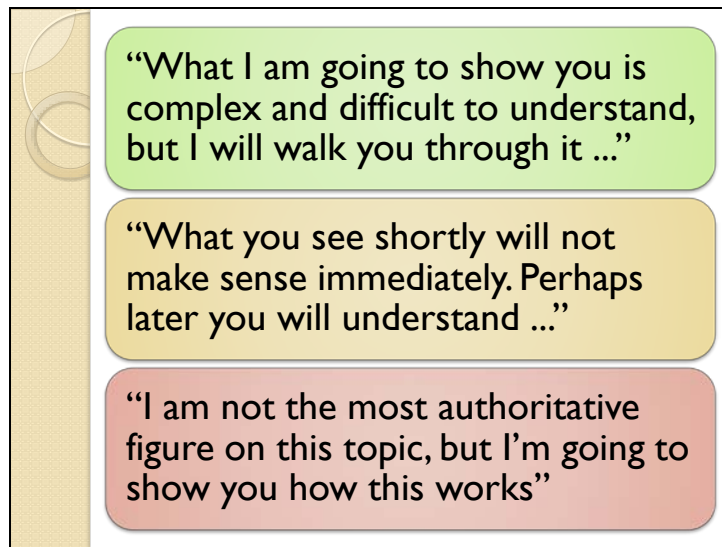 “What I am going to show you is
complex and difficult to understand,
but I will walk you through it ...”
“What you see shortly will not
make sense immediately. Perhaps
later you will understand ...”
“I am not the most authoritative
figure on this topic, but I’m going to
show you how this works”